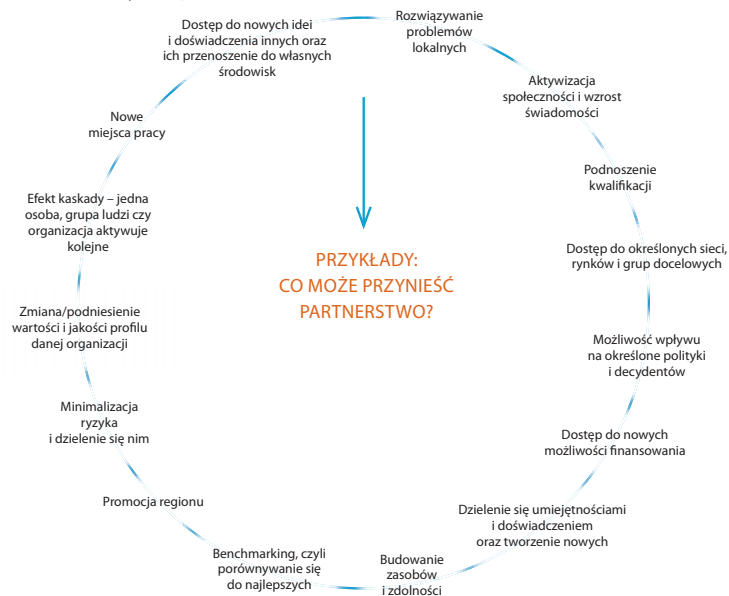 Rozwiązywanie
problemów
lokalnych
Aktywizacja
społeczności i wzrost
świadomości
Podnoszenie
kwalifikacji
Dostęp do określonych sieci,
rynków i grup docelowych
Możliwość wpływu
na określone polityki
i decydentów
Dostęp do nowych
możliwości finansowania
Dzielenie się umiejętnościami
i doświadczeniem
oraz tworzenie nowych
Budowanie
zasobów
i zdolności
Benchmarking, czyli
porównywanie się
do najlepszych
Promocja regionu
Minimalizacja
ryzyka
i dzielenie się nim
Zmiana/podniesienie
wartości i jakości profilu
danej organizacji
Efekt kaskady – jedna
osoba, grupa ludzi czy
organizacja aktywuje
kolejne
Nowe
miejsca pracy
Dostęp do nowych idei
i doświadczenia innych oraz
ich przenoszenie do własnych
środowisk
PRZYKŁADY:
CO MOŻE PRZYNIEŚĆ
PARTNERSTWO?